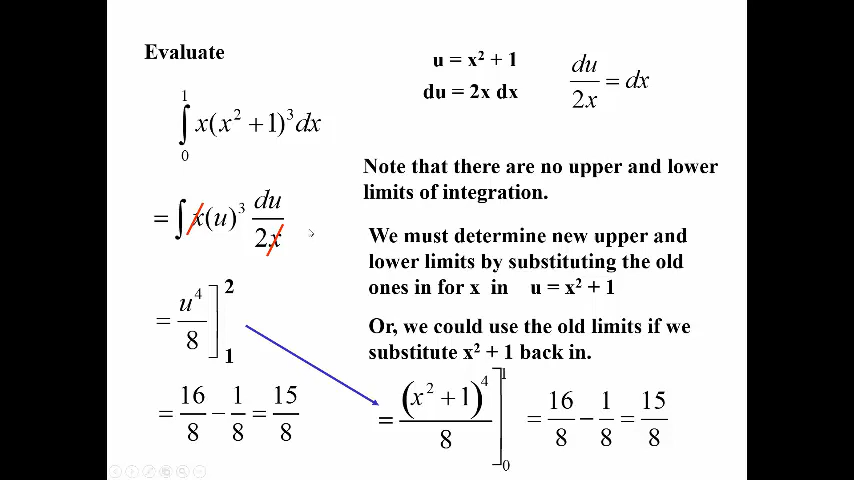 Evaluate
u = x² + 1
du = 2x dx
du/2x = dx
∫₀¹ x(x² + 1)³ dx
Note that there are no upper and lower
limits of integration.
= ∫ x(u)³ du/2x
We must determine new upper and
lower limits by substituting the old
ones in for x in u = x² + 1
= u⁴/8 ]₁²
Or, we could use the old limits if we
substitute x² + 1 back in.
= 16/8 − 1/8 = 15/8
= (x² + 1)⁴/8 ]₀¹ = 16/8 − 1/8 = 15/8